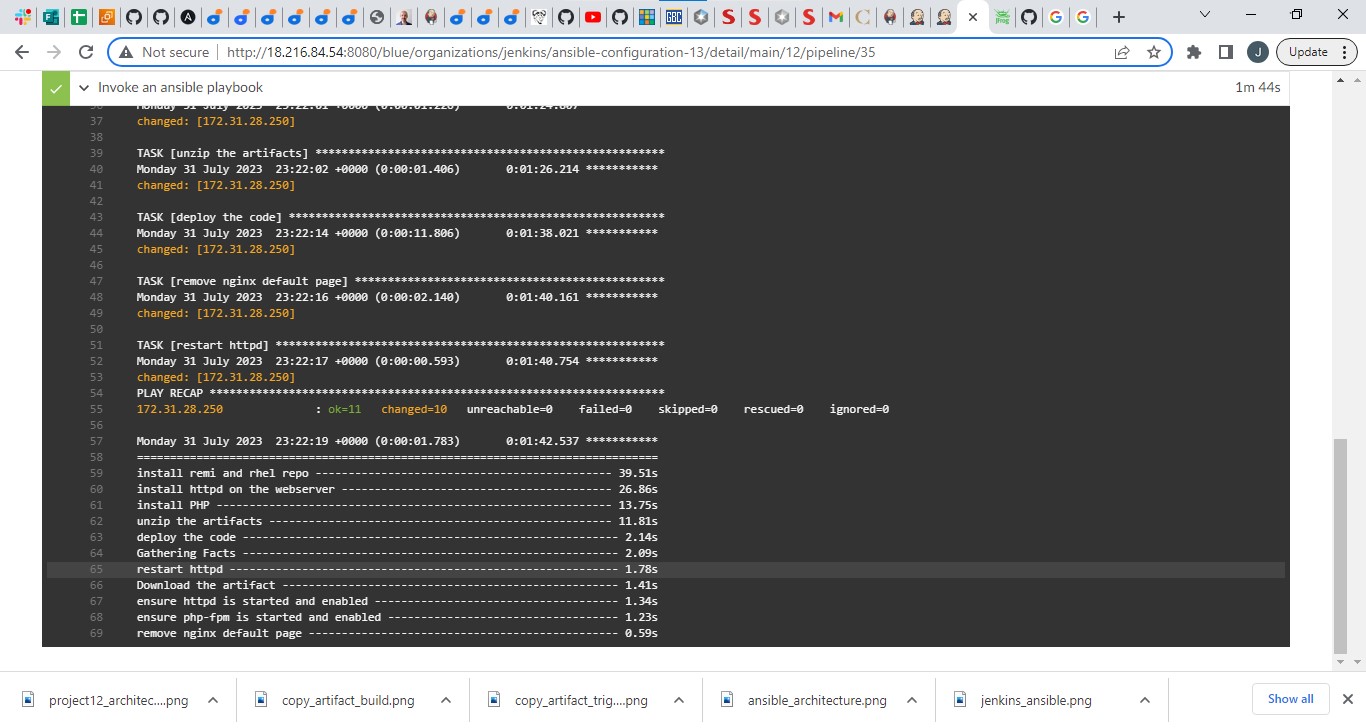 Not secure http://18.216.84.54:8080/blue/organizations/jenkins/ansible-configuration-13/detail/main/12/pipeline/35 J Update
Invoke an ansible playbook 1m 44s
37 changed: [172.31.28.250]
38
39 TASK [unzip the artifacts] *****************************************************
40 Monday 31 July 2023  23:22:02 +0000 (0:00:01.406)       0:01:26.214 ***********
41 changed: [172.31.28.250]
42
43 TASK [deploy the code] *********************************************************
44 Monday 31 July 2023  23:22:14 +0000 (0:00:11.806)       0:01:38.021 ***********
45 changed: [172.31.28.250]
46
47 TASK [remove nginx default page] ***********************************************
48 Monday 31 July 2023  23:22:16 +0000 (0:00:02.140)       0:01:40.161 ***********
49 changed: [172.31.28.250]
50
51 TASK [restart httpd] ***********************************************************
52 Monday 31 July 2023  23:22:17 +0000 (0:00:00.593)       0:01:40.754 ***********
53 changed: [172.31.28.250]
54 PLAY RECAP *********************************************************************
55 172.31.28.250              : ok=11   changed=10   unreachable=0    failed=0    skipped=0    rescued=0    ignored=0
56
57 Monday 31 July 2023  23:22:19 +0000 (0:00:01.783)       0:01:42.537 ***********
58 ===============================================================================
59 install remi and rhel repo --------------------------------------------- 39.51s
60 install httpd on the webserver ----------------------------------------- 26.86s
61 install PHP ------------------------------------------------------------ 13.75s
62 unzip the artifacts ---------------------------------------------------- 11.81s
63 deploy the code --------------------------------------------------------- 2.14s
64 Gathering Facts --------------------------------------------------------- 2.09s
65 restart httpd ----------------------------------------------------------- 1.78s
66 Download the artifact --------------------------------------------------- 1.41s
67 ensure httpd is started and enabled ------------------------------------- 1.34s
68 ensure php-fpm is started and enabled ----------------------------------- 1.23s
69 remove nginx default page ----------------------------------------------- 0.59s
project12_architec....png copy_artifact_build.png copy_artifact_trig....png ansible_architecture.png jenkins_ansible.png Show all